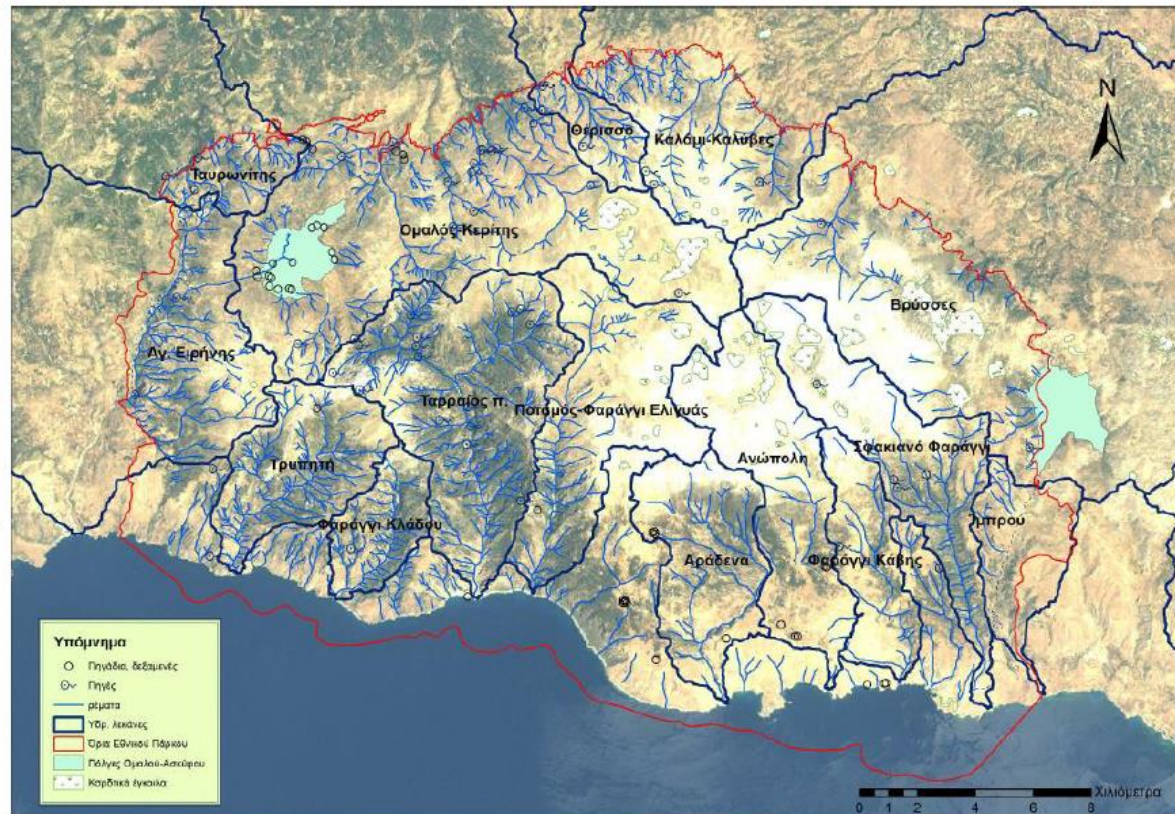 N
Θέρισσο
Καλάμι-Καλύβες
Ταυρωνίτης
Ομαλός-Κερίτης
Βρύσσες
Αγ. Ειρήνης
Ταρραίος π.
Ποταμός-Φαράγγι Ελιγυάς
Σφακιανό Φαράγγι
Ανώπολη
Τρυπητή
Φαράγγι Κλάδου
Ίμπρου
Αράδενα
Φαράγγι Κάβης
Υπόμνημα
Πηγάδια, δεξαμενές
Πηγές
ρέματα
Υδρ. λεκάνες
Όρια Εθνικού Πάρκου
Πόλγες Ομαλού-Ασκύφου
Καρστικά έγκοιλα
Χιλιόμετρα
0 1 2 4 6 8